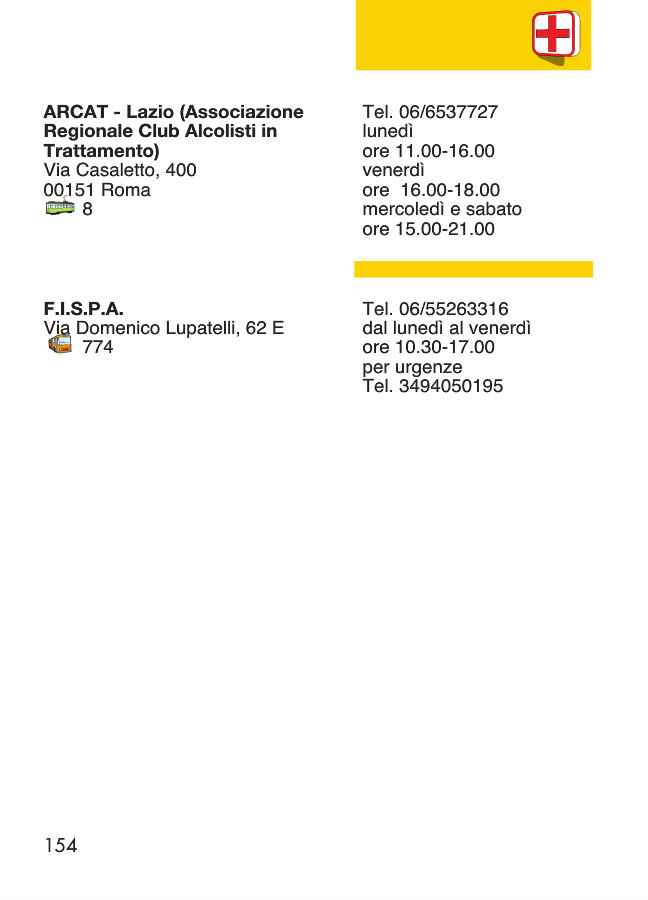 ARCAT - Lazio (Associazione
Regionale Club Alcolisti in
Trattamento)
Via Casaletto, 400
00151 Roma
8
Tel. 06/6537727
lunedì
ore 11.00-16.00
venerdì
ore 16.00-18.00
mercoledì e sabato
ore 15.00-21.00
F.I.S.P.A.
Via Domenico Lupatelli, 62 E
774
Tel. 06/55263316
dal lunedì al venerdì
ore 10.30-17.00
per urgenze
Tel. 3494050195
154